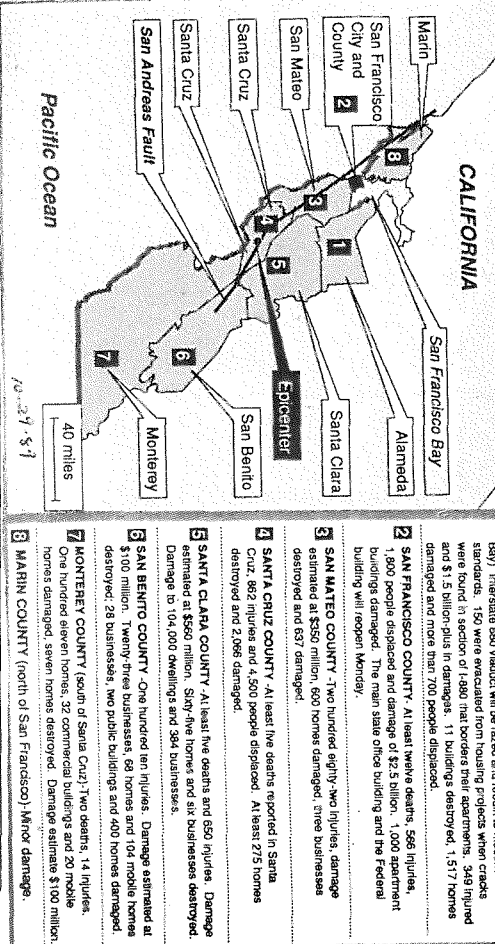 CALIFORNIA
Marin
San Francisco
City and
County 2
San Mateo
Santa Cruz
Santa Cruz
San Andreas Fault
Pacific Ocean
8
3
4
1
5
6
7
San Francisco Bay
Alameda
Santa Clara
Epicenter
San Benito
Monterey
40 miles
10-29-89
standards. 150 were evacuated from housing projects when cracks
were found in section of I-880 that borders their apartments. 349 injured
and $1.5 billion-plus in damages. 11 buildings destroyed, 1,517 homes
damaged and more than 700 people displaced.
2 SAN FRANCISCO COUNTY- At least twelve deaths, 566 injuries,
1,800 people displaced and damage of $2.5 billion. 1,000 apartment
buildings damaged. The main state office building and the Federal
building will reopen Monday.
3 SAN MATEO COUNTY -Two hundred eighty-two injuries, damage
estimated at $350 million, 600 homes damaged, three businesses
destroyed and 637 damaged.
4 SANTA CRUZ COUNTY -At least five deaths reported in Santa
Cruz, 862 injuries and 4,500 people displaced. At least 275 homes
destroyed and 2,066 damaged.
5 SANTA CLARA COUNTY -At least five deaths and 650 injuries. Damage
estimated at $560 million. Sixty-five homes and six businesses destroyed.
Damage to 104,000 dwellings and 384 businesses.
6 SAN BENITO COUNTY -One hundred ten injuries. Damage estimated at
$100 million. Twenty-three businesses, 68 homes and 104 mobile homes
destroyed; 28 businesses, two public buildings and 400 homes damaged.
7 MONTEREY COUNTY (south of Santa Cruz)-Two deaths, 14 injuries.
One hundred eleven homes, 32 commercial buildings and 20 mobile
homes damaged, seven homes destroyed. Damage estimate $100 million.
8 MARIN COUNTY (north of San Francisco)- Minor damage.